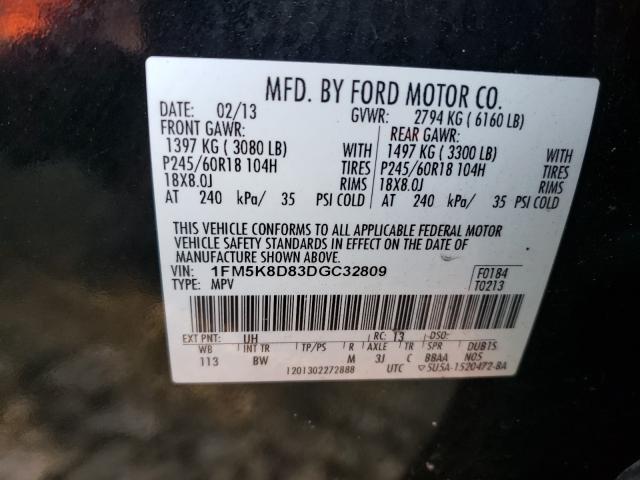 MFD. BY FORD MOTOR CO.
DATE: 02/13 GVWR: 2794 KG ( 6160 LB)
FRONT GAWR: REAR GAWR:
1397 KG ( 3080 LB) WITH 1497 KG ( 3300 LB) WITH
P245/60R18 104H TIRES P245/60R18 104H TIRES
18X8.0J RIMS 18X8.0J RIMS
AT 240 kPa/ 35 PSI COLD AT 240 kPa/ 35 PSI COLD
THIS VEHICLE CONFORMS TO ALL APPLICABLE FEDERAL MOTOR
VEHICLE SAFETY STANDARDS IN EFFECT ON THE DATE OF
MANUFACTURE SHOWN ABOVE.
VIN: 1FM5K8D83DGC32809 F0184
TYPE: MPV T0213
EXT PNT: UH RC: 13 DSO:
WB INT TR TP/PS R AXLE TR SPR DUBTS
113 BW M 3J C BBAA N05
1201302272888 UTC ▽5U5A-1520472-BA